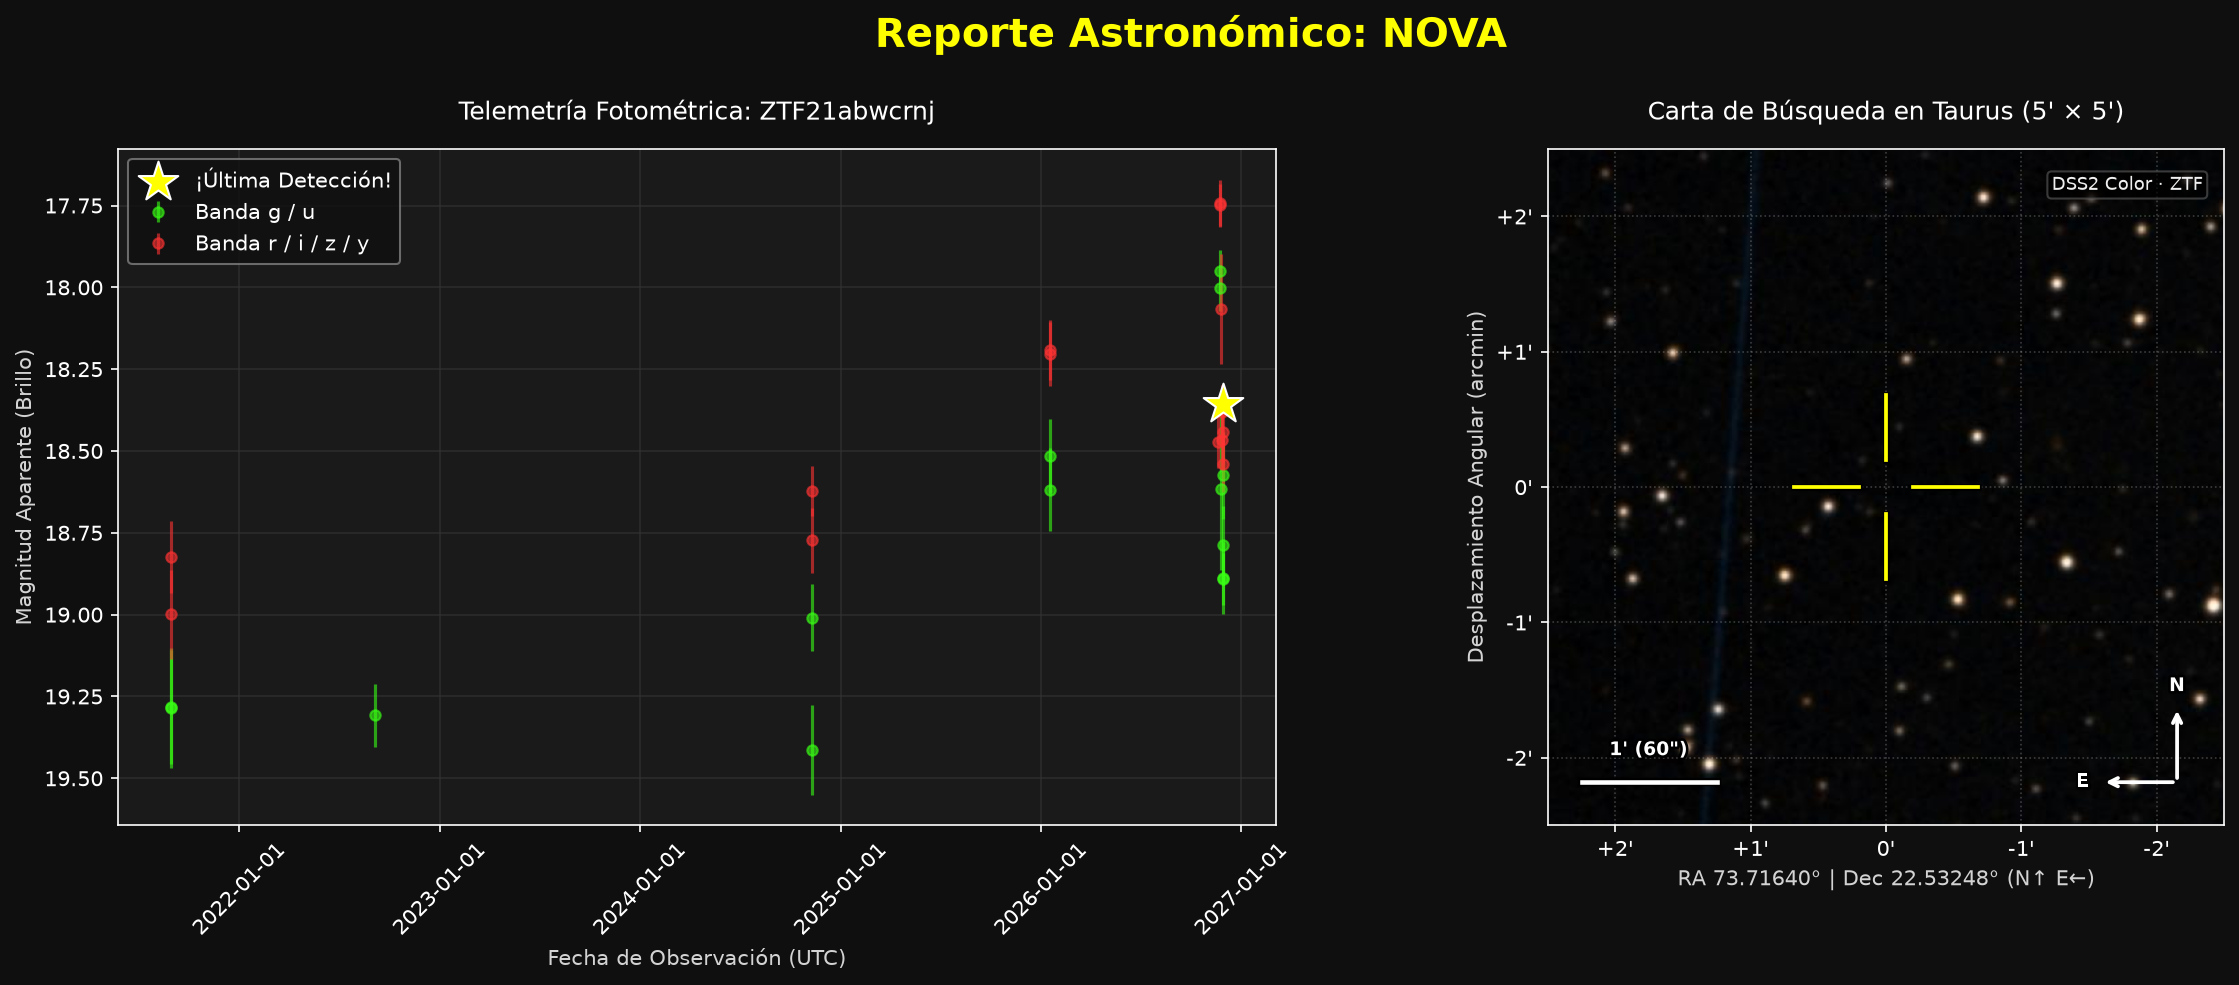 Reporte Astronómico: NOVA
Telemetría Fotométrica: ZTF21abwcrnj
¡Última Detección!
Banda g / u
Banda r / i / z / y
Magnitud Aparente (Brillo)
17.75
18.00
18.25
18.50
18.75
19.00
19.25
19.50
2022-01-01
2023-01-01
2024-01-01
2025-01-01
2026-01-01
2027-01-01
Fecha de Observación (UTC)
Carta de Búsqueda en Taurus (5' × 5')
DSS2 Color · ZTF
Desplazamiento Angular (arcmin)
+2'
+1'
0'
-1'
-2'
N
E
1' (60")
+2'
+1'
0'
-1'
-2'
RA 73.71640° | Dec 22.53248° (N↑ E←)